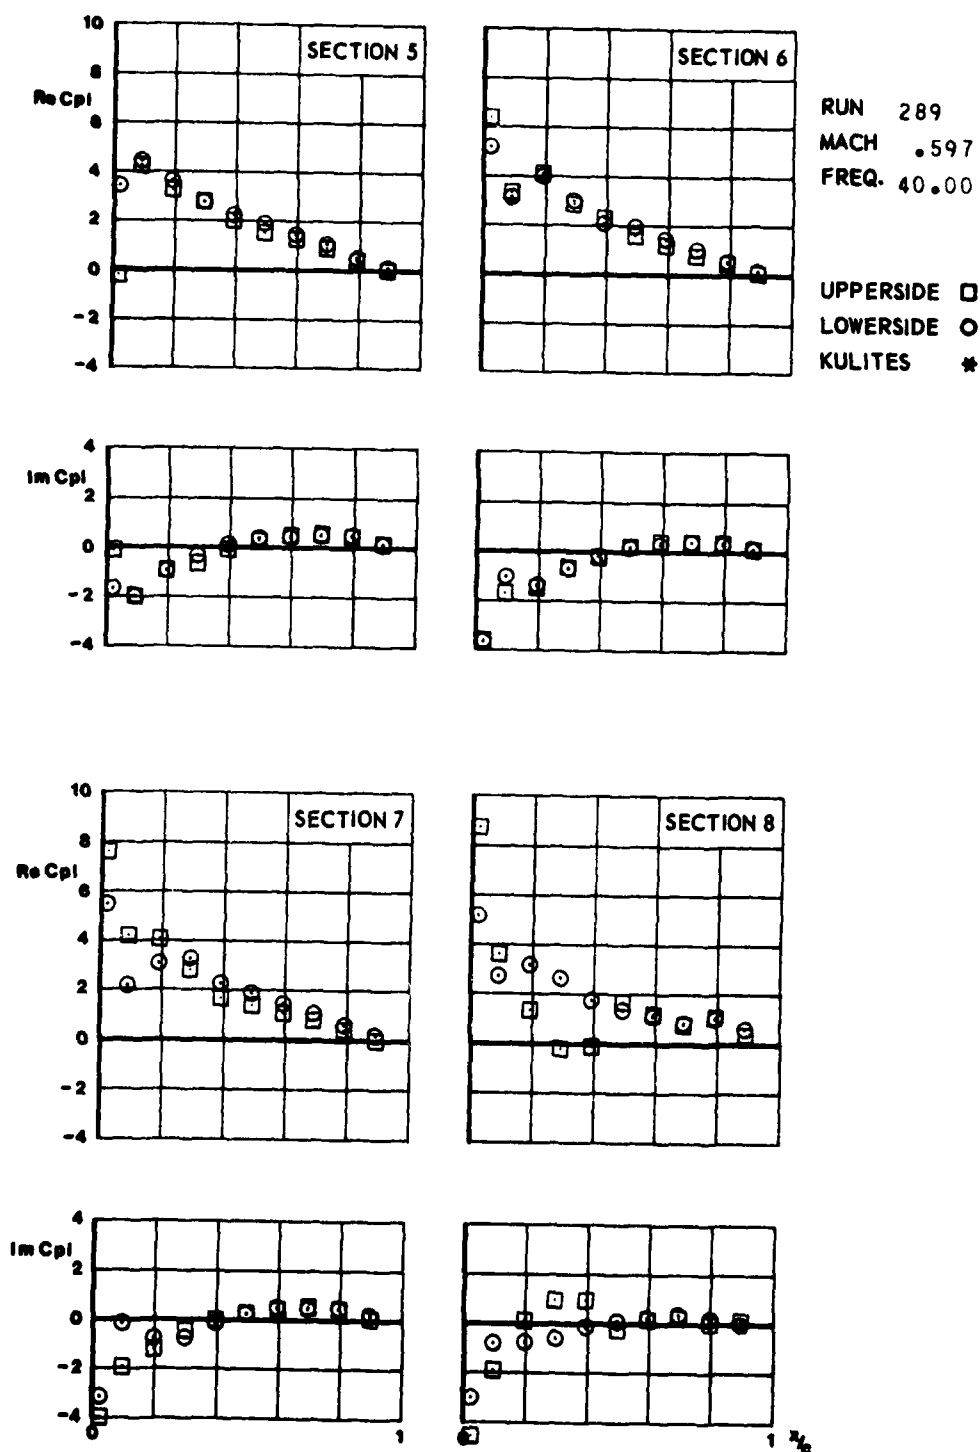 10
SECTION 5
SECTION 6
8
Re Cpl
6
4
2
0
-2
-4
RUN 289
MACH .597
FREQ. 40.00
UPPERSIDE □
LOWERSIDE ○
KULITES *
4
Im Cpl
2
0
-2
-4
10
SECTION 7
SECTION 8
8
Re Cpl
6
4
2
0
-2
-4
4
Im Cpl
2
0
-2
-4
0
1
0
1
x/c